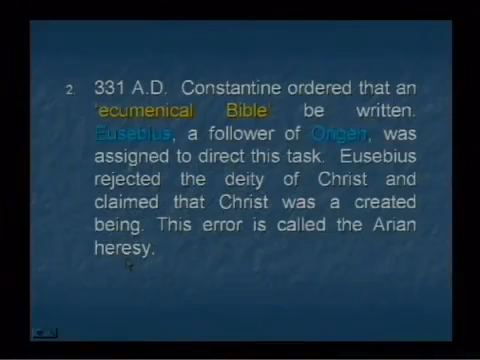 2. 331 A.D. Constantine ordered that an
'ecumenical Bible' be written.
Eusebius, a follower of Origen, was
assigned to direct this task. Eusebius
rejected the deity of Christ and
claimed that Christ was a created
being. This error is called the Arian
heresy.